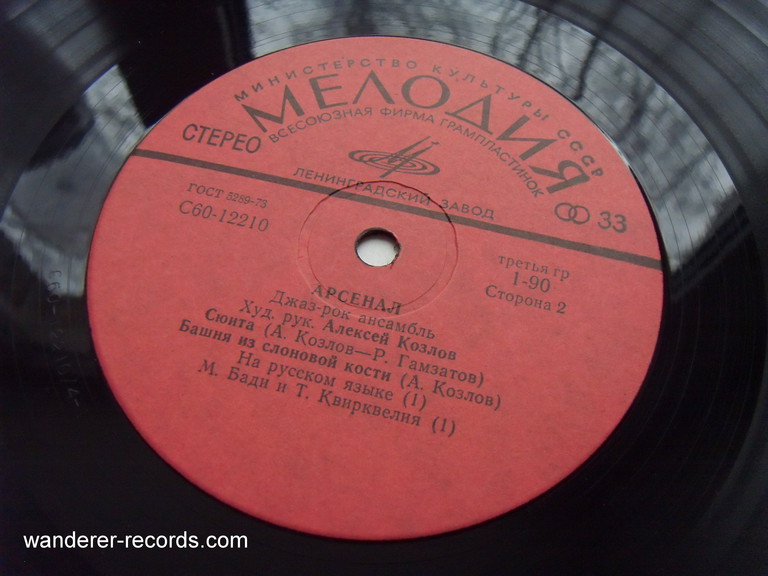 МИНИСТЕРСТВО КУЛЬТУРЫ СССР
МЕЛОДИЯ
ВСЕСОЮЗНАЯ ФИРМА ГРАМПЛАСТИНОК
СТЕРЕО
ЛЕНИНГРАДСКИЙ ЗАВОД
33
ГОСТ 5289-73
С60-12210
третья гр
1-90
Сторона 2
АРСЕНАЛ
Джаз-рок ансамбль
Худ. рук. Алексей Козлов
Сюита (А. Козлов—Р. Гамзатов)
Башня из слоновой кости (А. Козлов)
На русском языке (1)
М. Бади и Т. Квирквелия (1)
wanderer-records.com